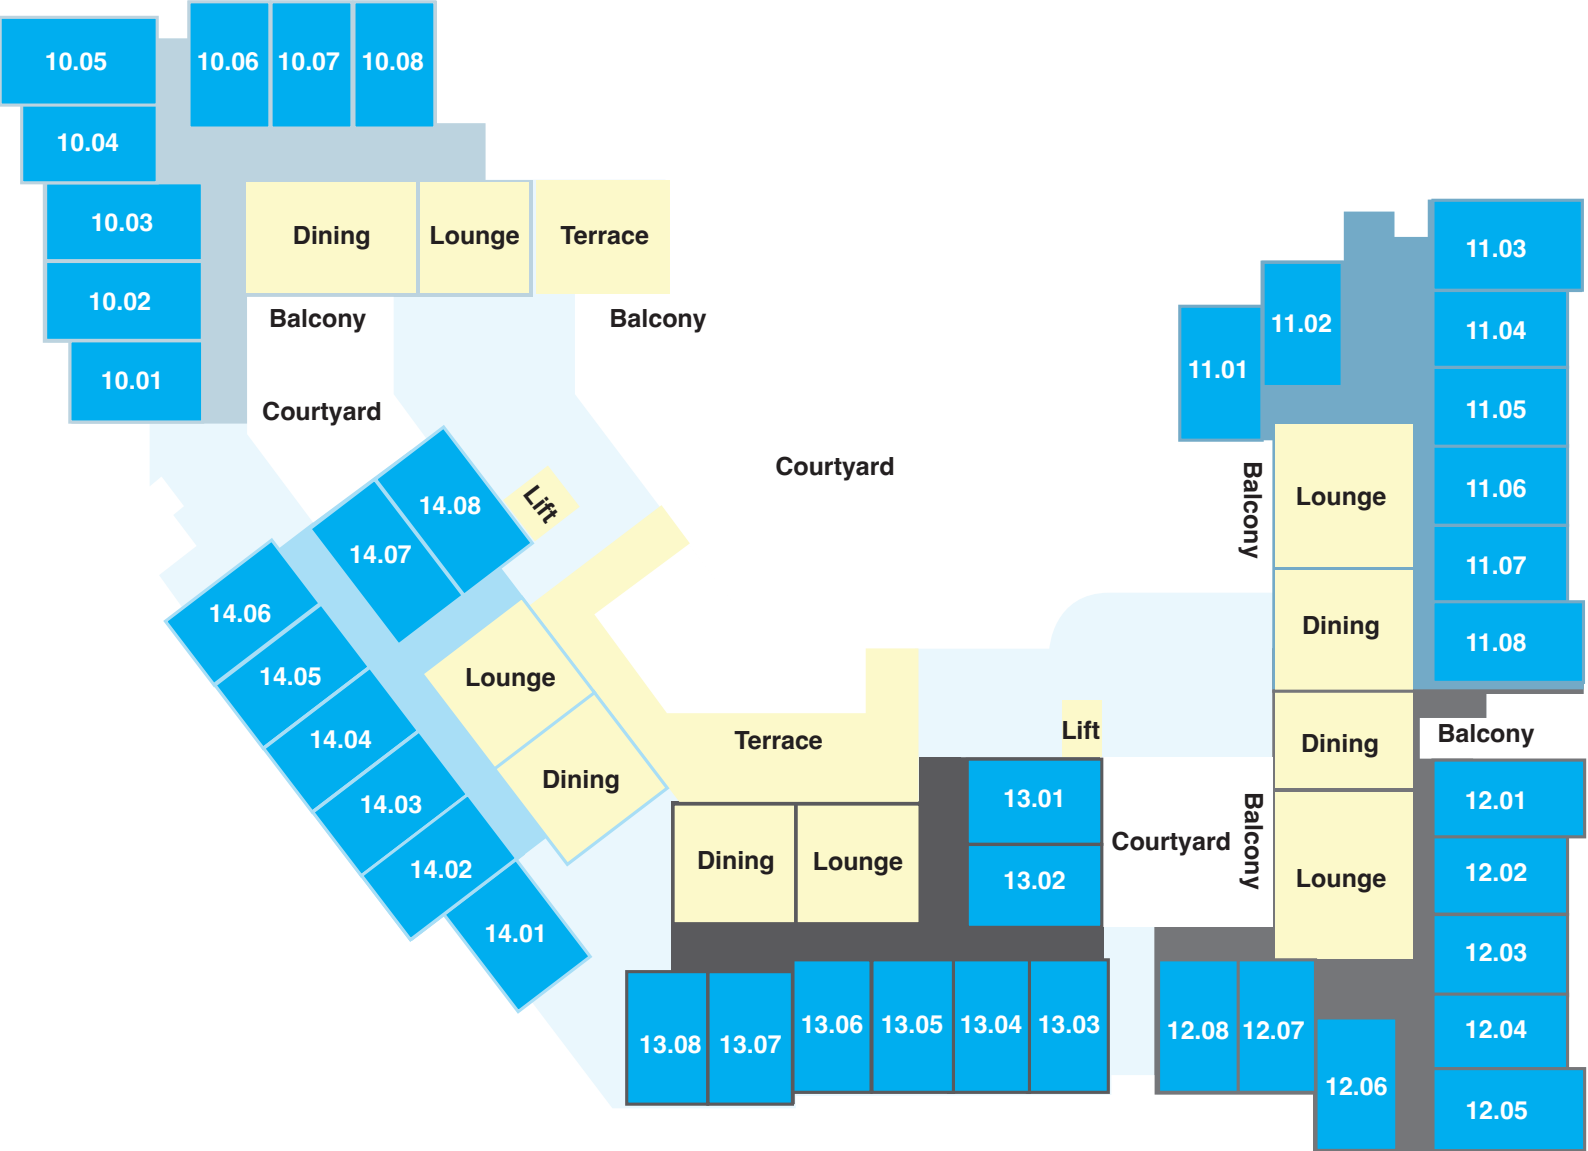 10.05
10.06 10.07 10.08
10.04
10.03
10.02
10.01
Dining
Lounge
Terrace
Balcony
Balcony
Courtyard
Courtyard
11.03
11.02
11.01
11.04
11.05
11.06
11.07
11.08
Balcony
Lounge
Dining
14.08
Lift
14.07
14.06
14.05
14.04
14.03
14.02
14.01
Lounge
Dining
Terrace
Lift
Dining
Lounge
13.01
13.02
13.08 13.07 13.06 13.05 13.04 13.03
Courtyard
Balcony
Dining
Lounge
Balcony
12.01
12.02
12.03
12.04
12.05
12.08 12.07
12.06